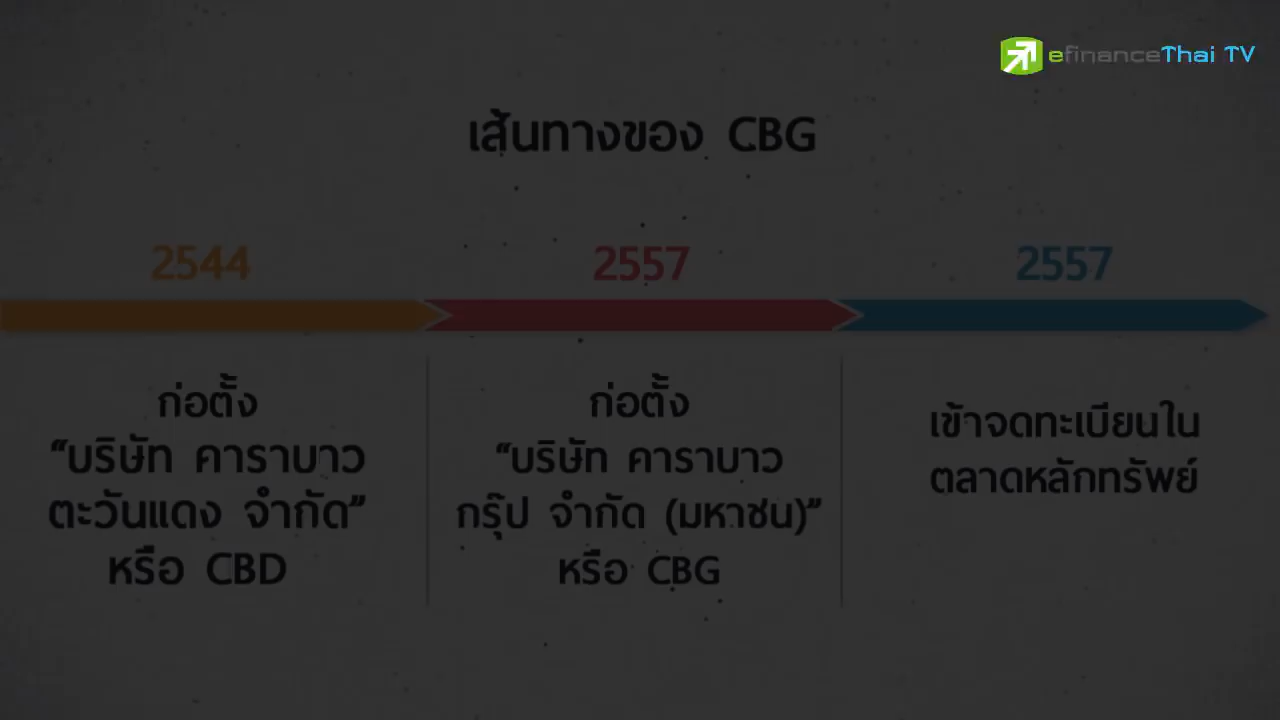 efinanceThai TV
เส้นทางของ CBG
2544
2557
2557
ก่อตั้ง
“บริษัท คาราบาว
ตะวันแดง จำกัด”
หรือ CBD
ก่อตั้ง
“บริษัท คาราบาว
กรุ๊ป จำกัด (มหาชน)”
หรือ CBG
เข้าจดทะเบียนใน
ตลาดหลักทรัพย์